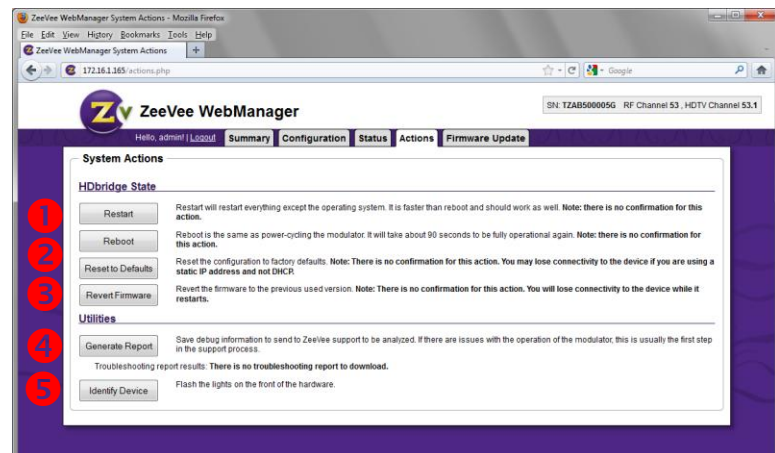 ZeeVee WebManager System Actions - Mozilla Firefox
File Edit View History Bookmarks Tools Help
ZeeVee WebManager System Actions +
172.16.1.165/actions.php
Google
Zv ZeeVee WebManager
SN: TZAB500005G RF Channel 53 , HDTV Channel 53.1
Hello, admin! | Logout Summary Configuration Status Actions Firmware Update
System Actions
HDbridge State
1
Restart
Restart will restart everything except the operating system. It is faster than reboot and should work as well. Note: there is no confirmation for this
action.
2
Reboot
Reboot is the same as power-cycling the modulator. It will take about 90 seconds to be fully operational again. Note: there is no confirmation for
this action.
Reset to Defaults
Reset the configuration to factory defaults. Note: There is no confirmation for this action. You may lose connectivity to the device if you are using a
static IP address and not DHCP.
3
Revert Firmware
Revert the firmware to the previous used version. Note: There is no confirmation for this action. You will lose connectivity to the device while it
restarts.
Utilities
4
Generate Report
Save debug information to send to ZeeVee support to be analyzed. If there are issues with the operation of the modulator, this is usually the first step
in the support process.
Troubleshooting report results: There is no troubleshooting report to download.
5
Identify Device
Flash the lights on the front of the hardware.